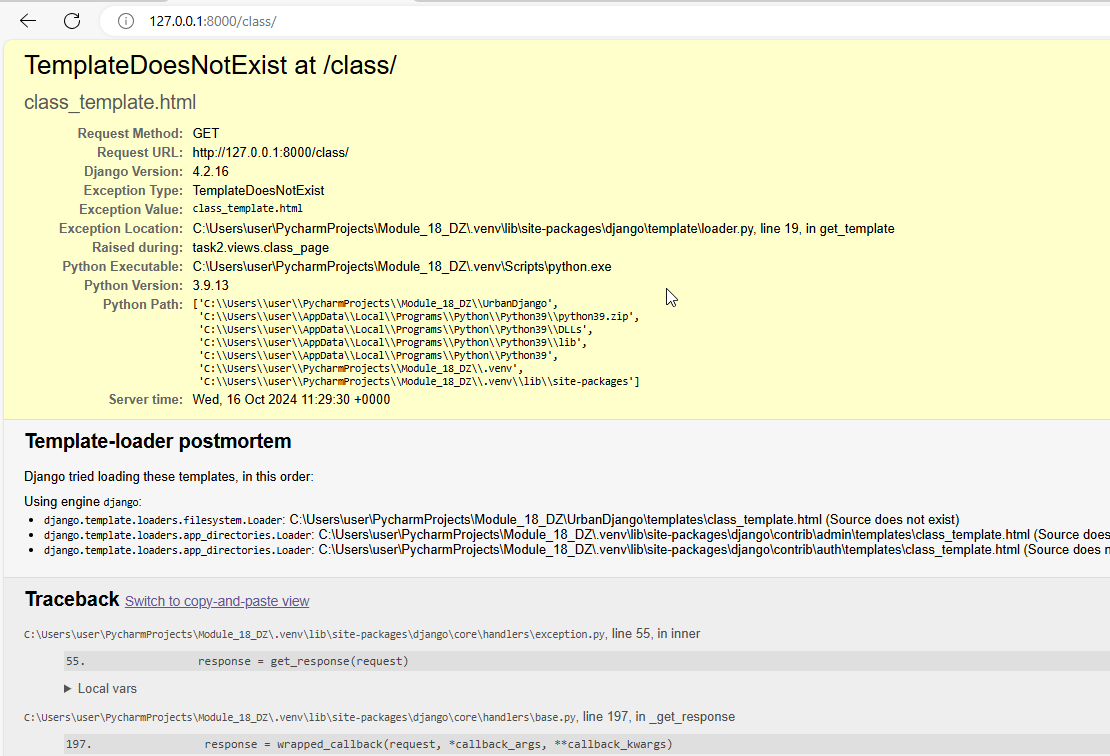 127.0.0.1:8000/class/
TemplateDoesNotExist at /class/
class_template.html
Request Method: GET
Request URL: http://127.0.0.1:8000/class/
Django Version: 4.2.16
Exception Type: TemplateDoesNotExist
Exception Value: class_template.html
Exception Location: C:\Users\user\PycharmProjects\Module_18_DZ\.venv\lib\site-packages\django\template\loader.py, line 19, in get_template
Raised during: task2.views.class_page
Python Executable: C:\Users\user\PycharmProjects\Module_18_DZ\.venv\Scripts\python.exe
Python Version: 3.9.13
Python Path: ['C:\\Users\\user\\PycharmProjects\\Module_18_DZ\\UrbanDjango',
'C:\\Users\\user\\AppData\\Local\\Programs\\Python\\Python39\\python39.zip',
'C:\\Users\\user\\AppData\\Local\\Programs\\Python\\Python39\\DLLs',
'C:\\Users\\user\\AppData\\Local\\Programs\\Python\\Python39\\lib',
'C:\\Users\\user\\AppData\\Local\\Programs\\Python\\Python39',
'C:\\Users\\user\\PycharmProjects\\Module_18_DZ\\.venv',
'C:\\Users\\user\\PycharmProjects\\Module_18_DZ\\.venv\\lib\\site-packages']
Server time: Wed, 16 Oct 2024 11:29:30 +0000
Template-loader postmortem
Django tried loading these templates, in this order:
Using engine django:
• django.template.loaders.filesystem.Loader: C:\Users\user\PycharmProjects\Module_18_DZ\UrbanDjango\templates\class_template.html (Source does not exist)
• django.template.loaders.app_directories.Loader: C:\Users\user\PycharmProjects\Module_18_DZ\.venv\lib\site-packages\django\contrib\admin\templates\class_template.html (Source does
• django.template.loaders.app_directories.Loader: C:\Users\user\PycharmProjects\Module_18_DZ\.venv\lib\site-packages\django\contrib\auth\templates\class_template.html (Source does n
Traceback Switch to copy-and-paste view
C:\Users\user\PycharmProjects\Module_18_DZ\.venv\lib\site-packages\django\core\handlers\exception.py, line 55, in inner
55. response = get_response(request)
▶ Local vars
C:\Users\user\PycharmProjects\Module_18_DZ\.venv\lib\site-packages\django\core\handlers\base.py, line 197, in _get_response
197. response = wrapped_callback(request, *callback_args, **callback_kwargs)